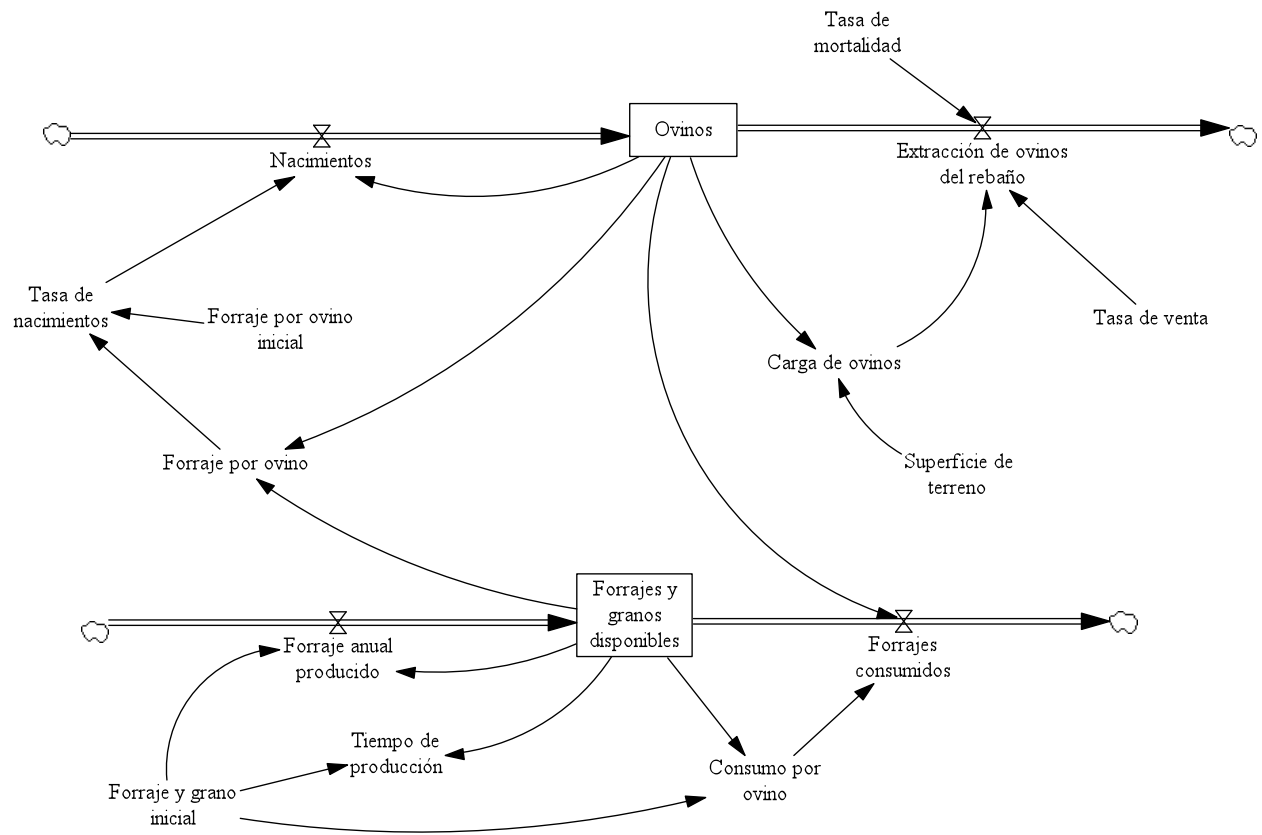 Tasa de
mortalidad
Ovinos
Nacimientos
Extracción de ovinos
del rebaño
Tasa de
nacimientos
Forraje por ovino
inicial
Tasa de venta
Carga de ovinos
Forraje por ovino
Superficie de
terreno
Forrajes y
granos
disponibles
Forraje anual
producido
Forrajes
consumidos
Tiempo de
producción
Consumo por
ovino
Forraje y grano
inicial